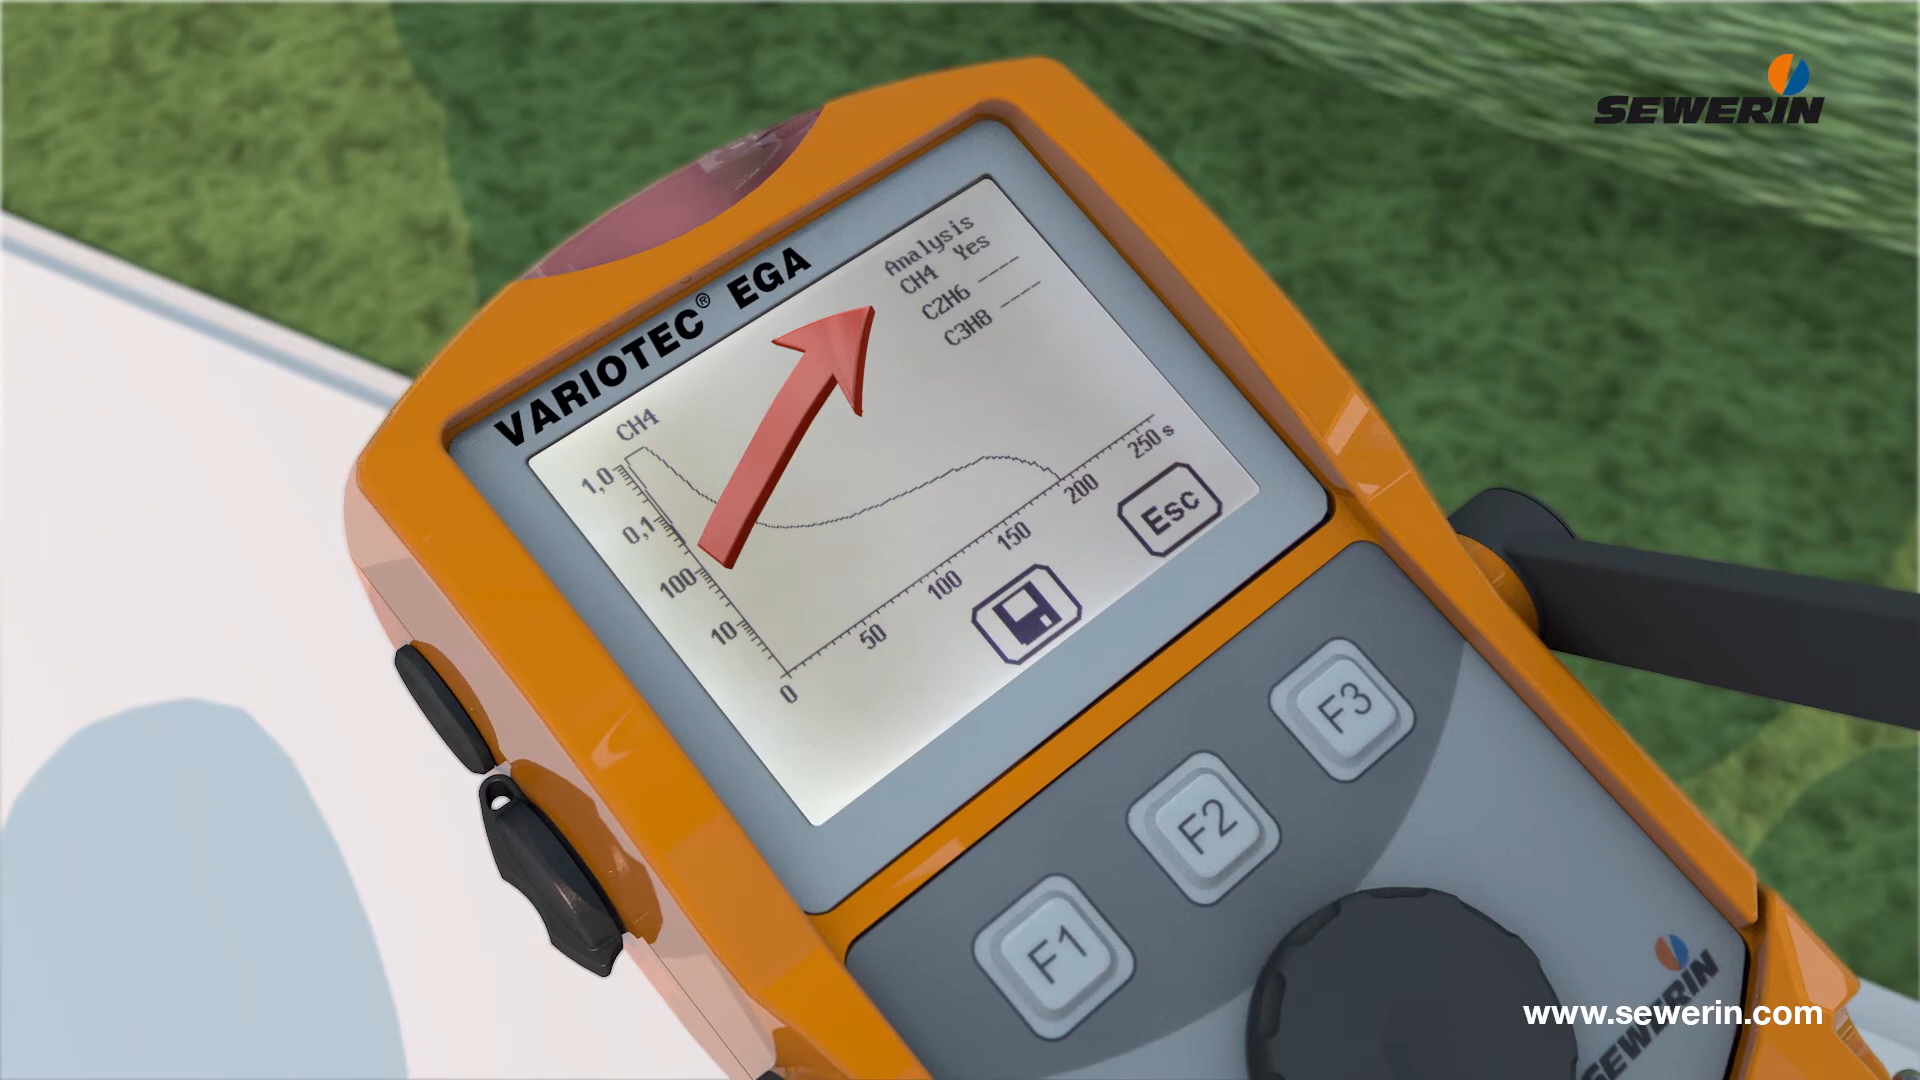 SEWERIN
VARIOTEC® EGA
Analysis
CH4 Yes
C2H6 ----
C3H8 ----
CH4
1,0
0,1
100
10
0
50
100
150
200
250 s
Esc
F1
F2
F3
SEWERIN
www.sewerin.com